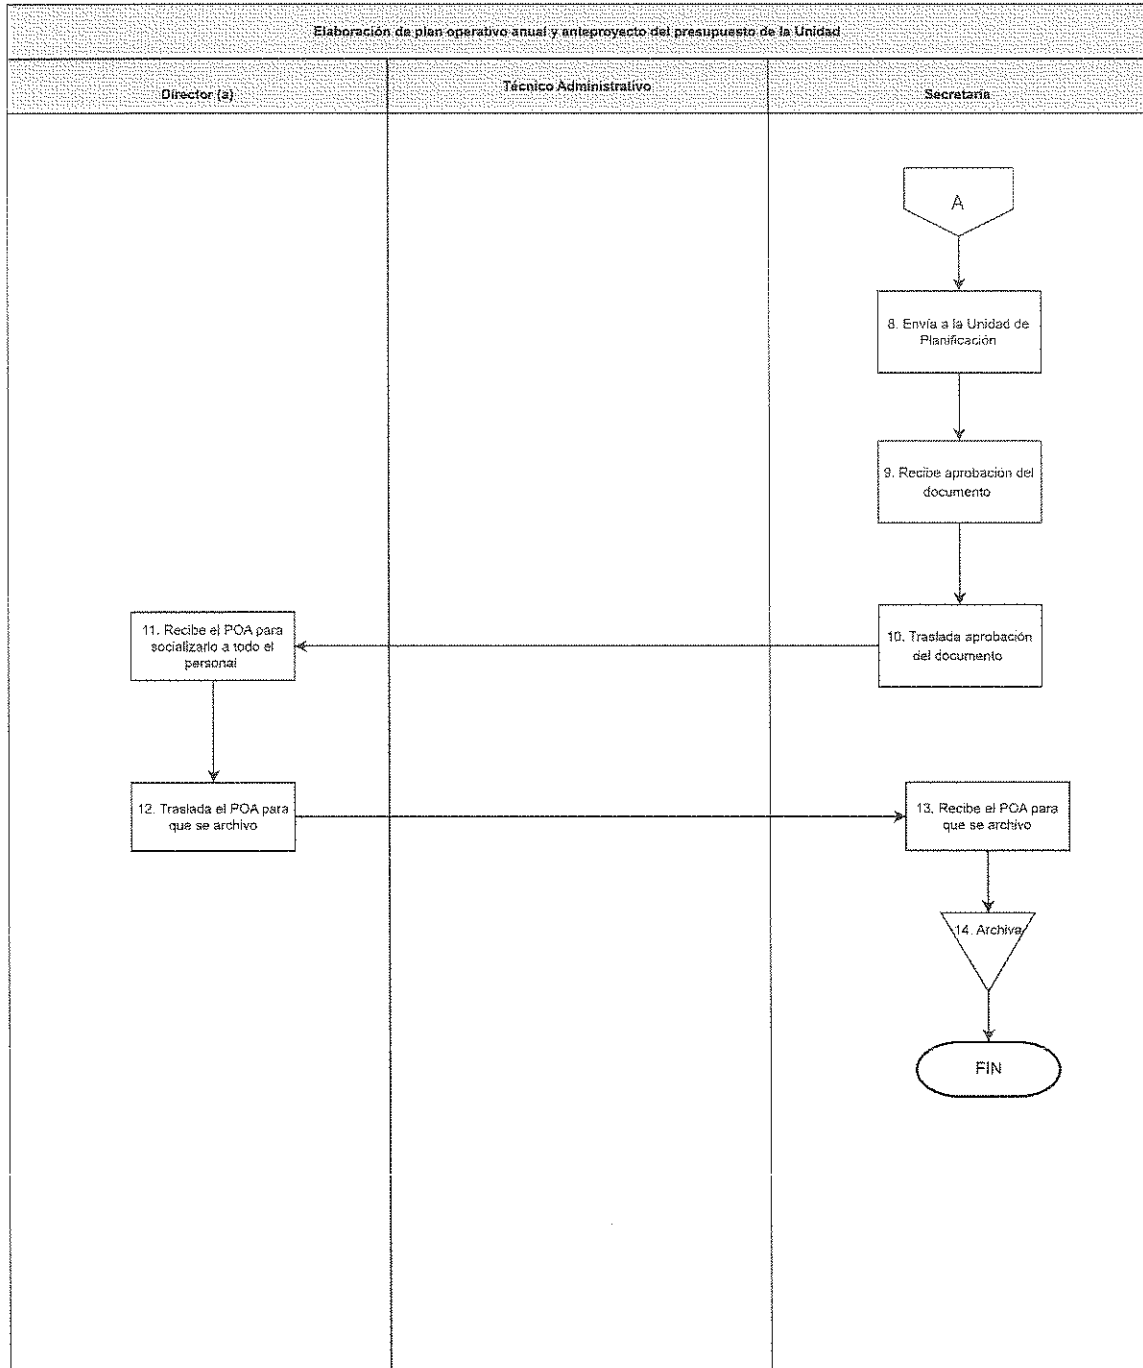 Elaboración de plan operativo anual y anteproyecto del presupuesto de la Unidad
Director (a)
Técnico Administrativo
Secretaria
A
8. Envía a la Unidad de
Planificación
9. Recibe aprobación del
documento
10. Traslada aprobación
del documento
11. Recibe el POA para
socializarlo a todo el
personal
12. Traslada el POA para
que se archivo
13. Recibe el POA para
que se archivo
14. Archiva
FIN